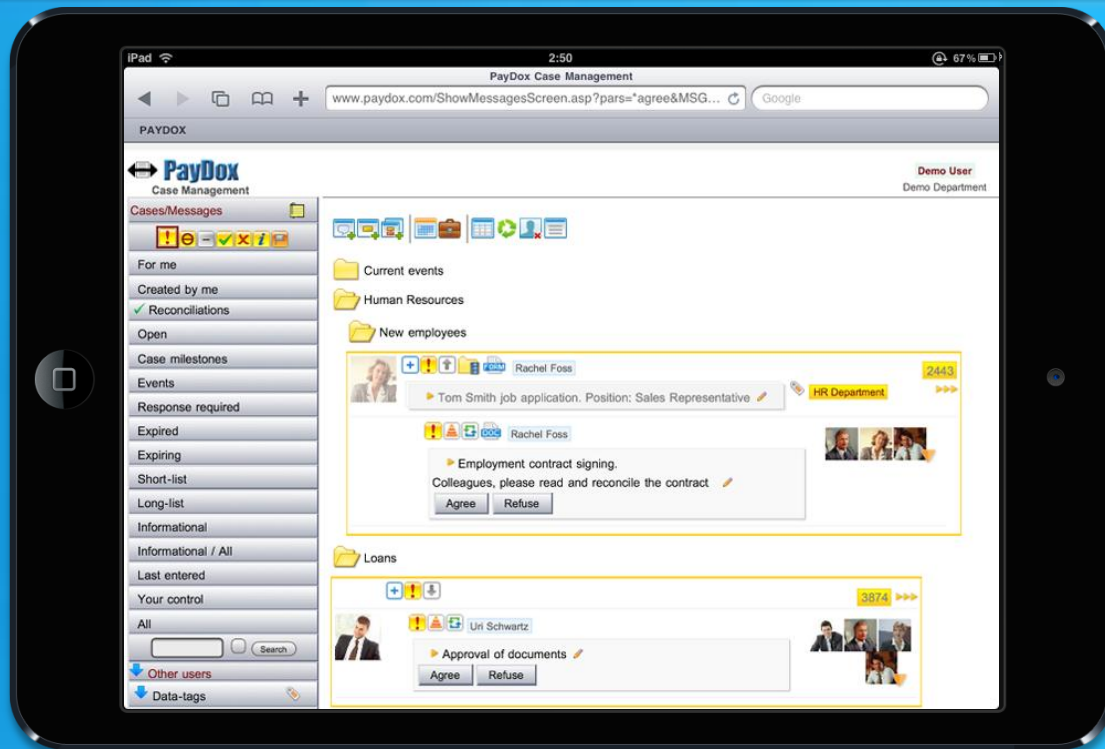 iPad 2:50 67%
PayDox Case Management
www.paydox.com/ShowMessagesScreen.asp?pars="agree&MSG... Google
PAYDOX
PayDox
Case Management
Demo User
Demo Department
Cases/Messages
For me
Created by me
Reconciliations
Open
Case milestones
Events
Response required
Expired
Expiring
Short-list
Long-list
Informational
Informational / All
Last entered
Your control
All
Search
Other users
Data-tags
Current events
Human Resources
New employees
FORM Rachel Foss 2443
Tom Smith job application. Position: Sales Representative HR Department
DOC Rachel Foss
Employment contract signing.
Colleagues, please read and reconcile the contract
Agree Refuse
Loans
3874
Uri Schwartz
Approval of documents
Agree Refuse